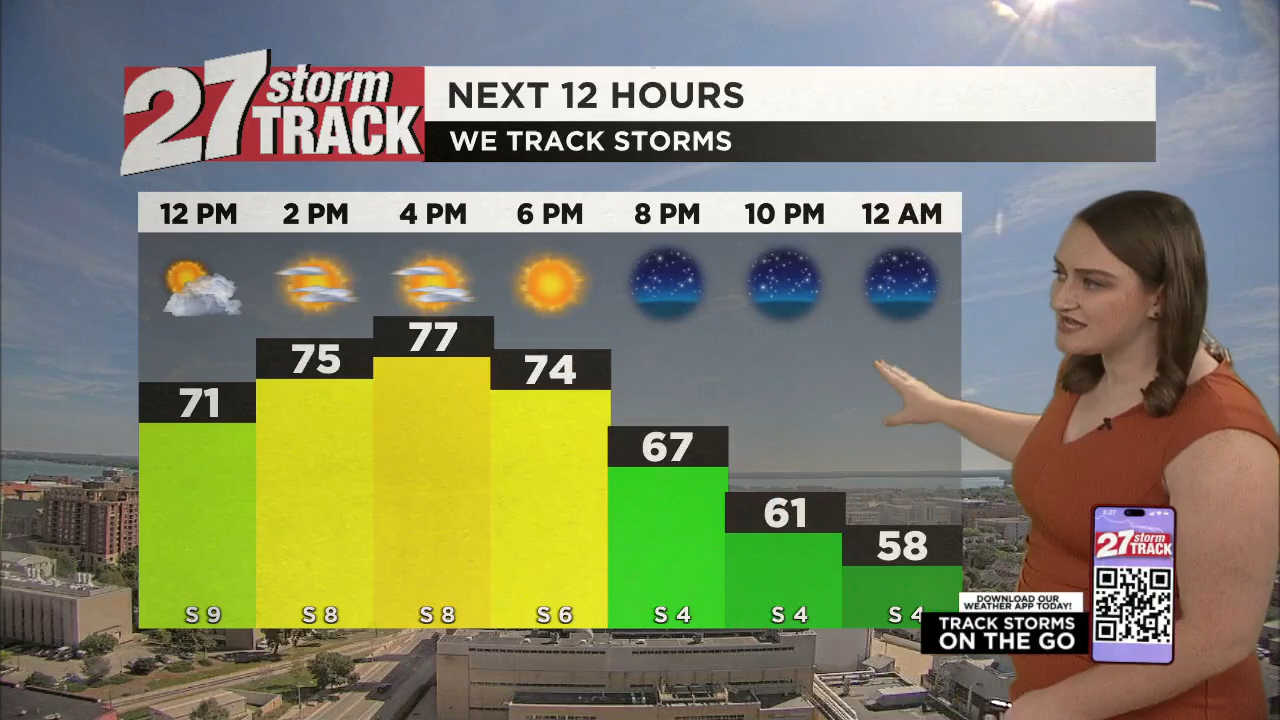 27 storm TRACK
NEXT 12 HOURS
WE TRACK STORMS
12 PM 2 PM 4 PM 6 PM 8 PM 10 PM 12 AM
71 75 77 74 67 61 58
S 9 S 8 S 8 S 6 S 4 S 4 S 4
27 storm TRACK
DOWNLOAD OUR
WEATHER APP TODAY!
TRACK STORMS
ON THE GO